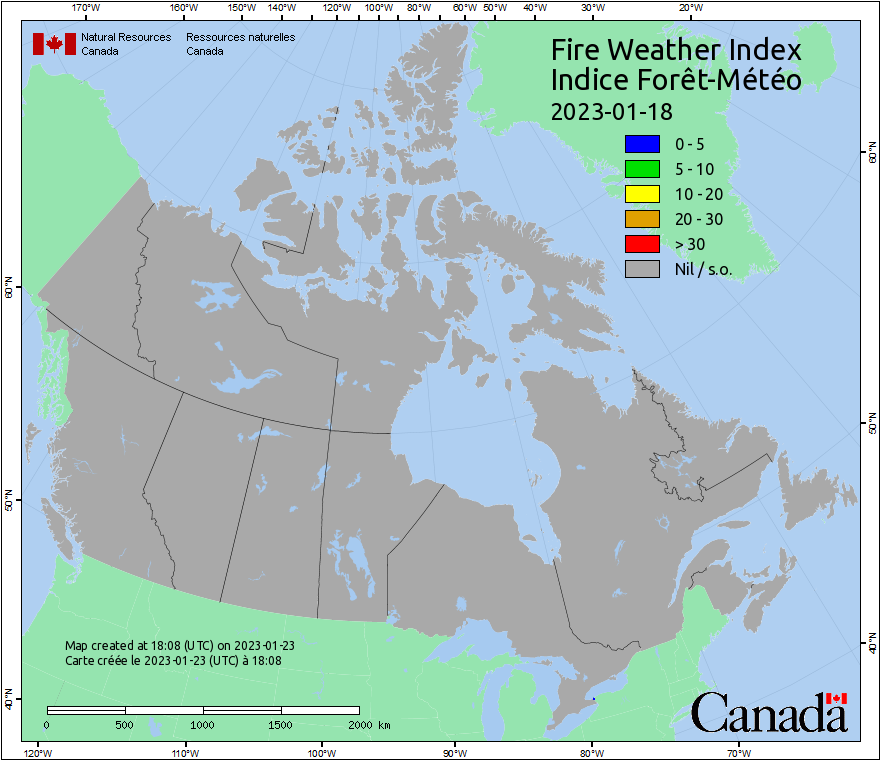 170°W 160°W 150°W 140°W 130°W 120°W 110°W 100°W 90°W 80°W 70°W 60°W 50°W 40°W 30°W 20°W
Natural Resources Ressources naturelles
Canada Canada
Fire Weather Index
Indice Forêt-Météo
2023-01-18
0 - 5
5 - 10
10 - 20
20 - 30
> 30
Nil / s.o.
60°N
60°N
50°N
50°N
40°N
40°N
Map created at 18:08 (UTC) on 2023-01-23
Carte créée le 2023-01-23 (UTC) à 18:08
0 500 1000 1500 2000 km
Canada
120°W 110°W 100°W 90°W 80°W 70°W